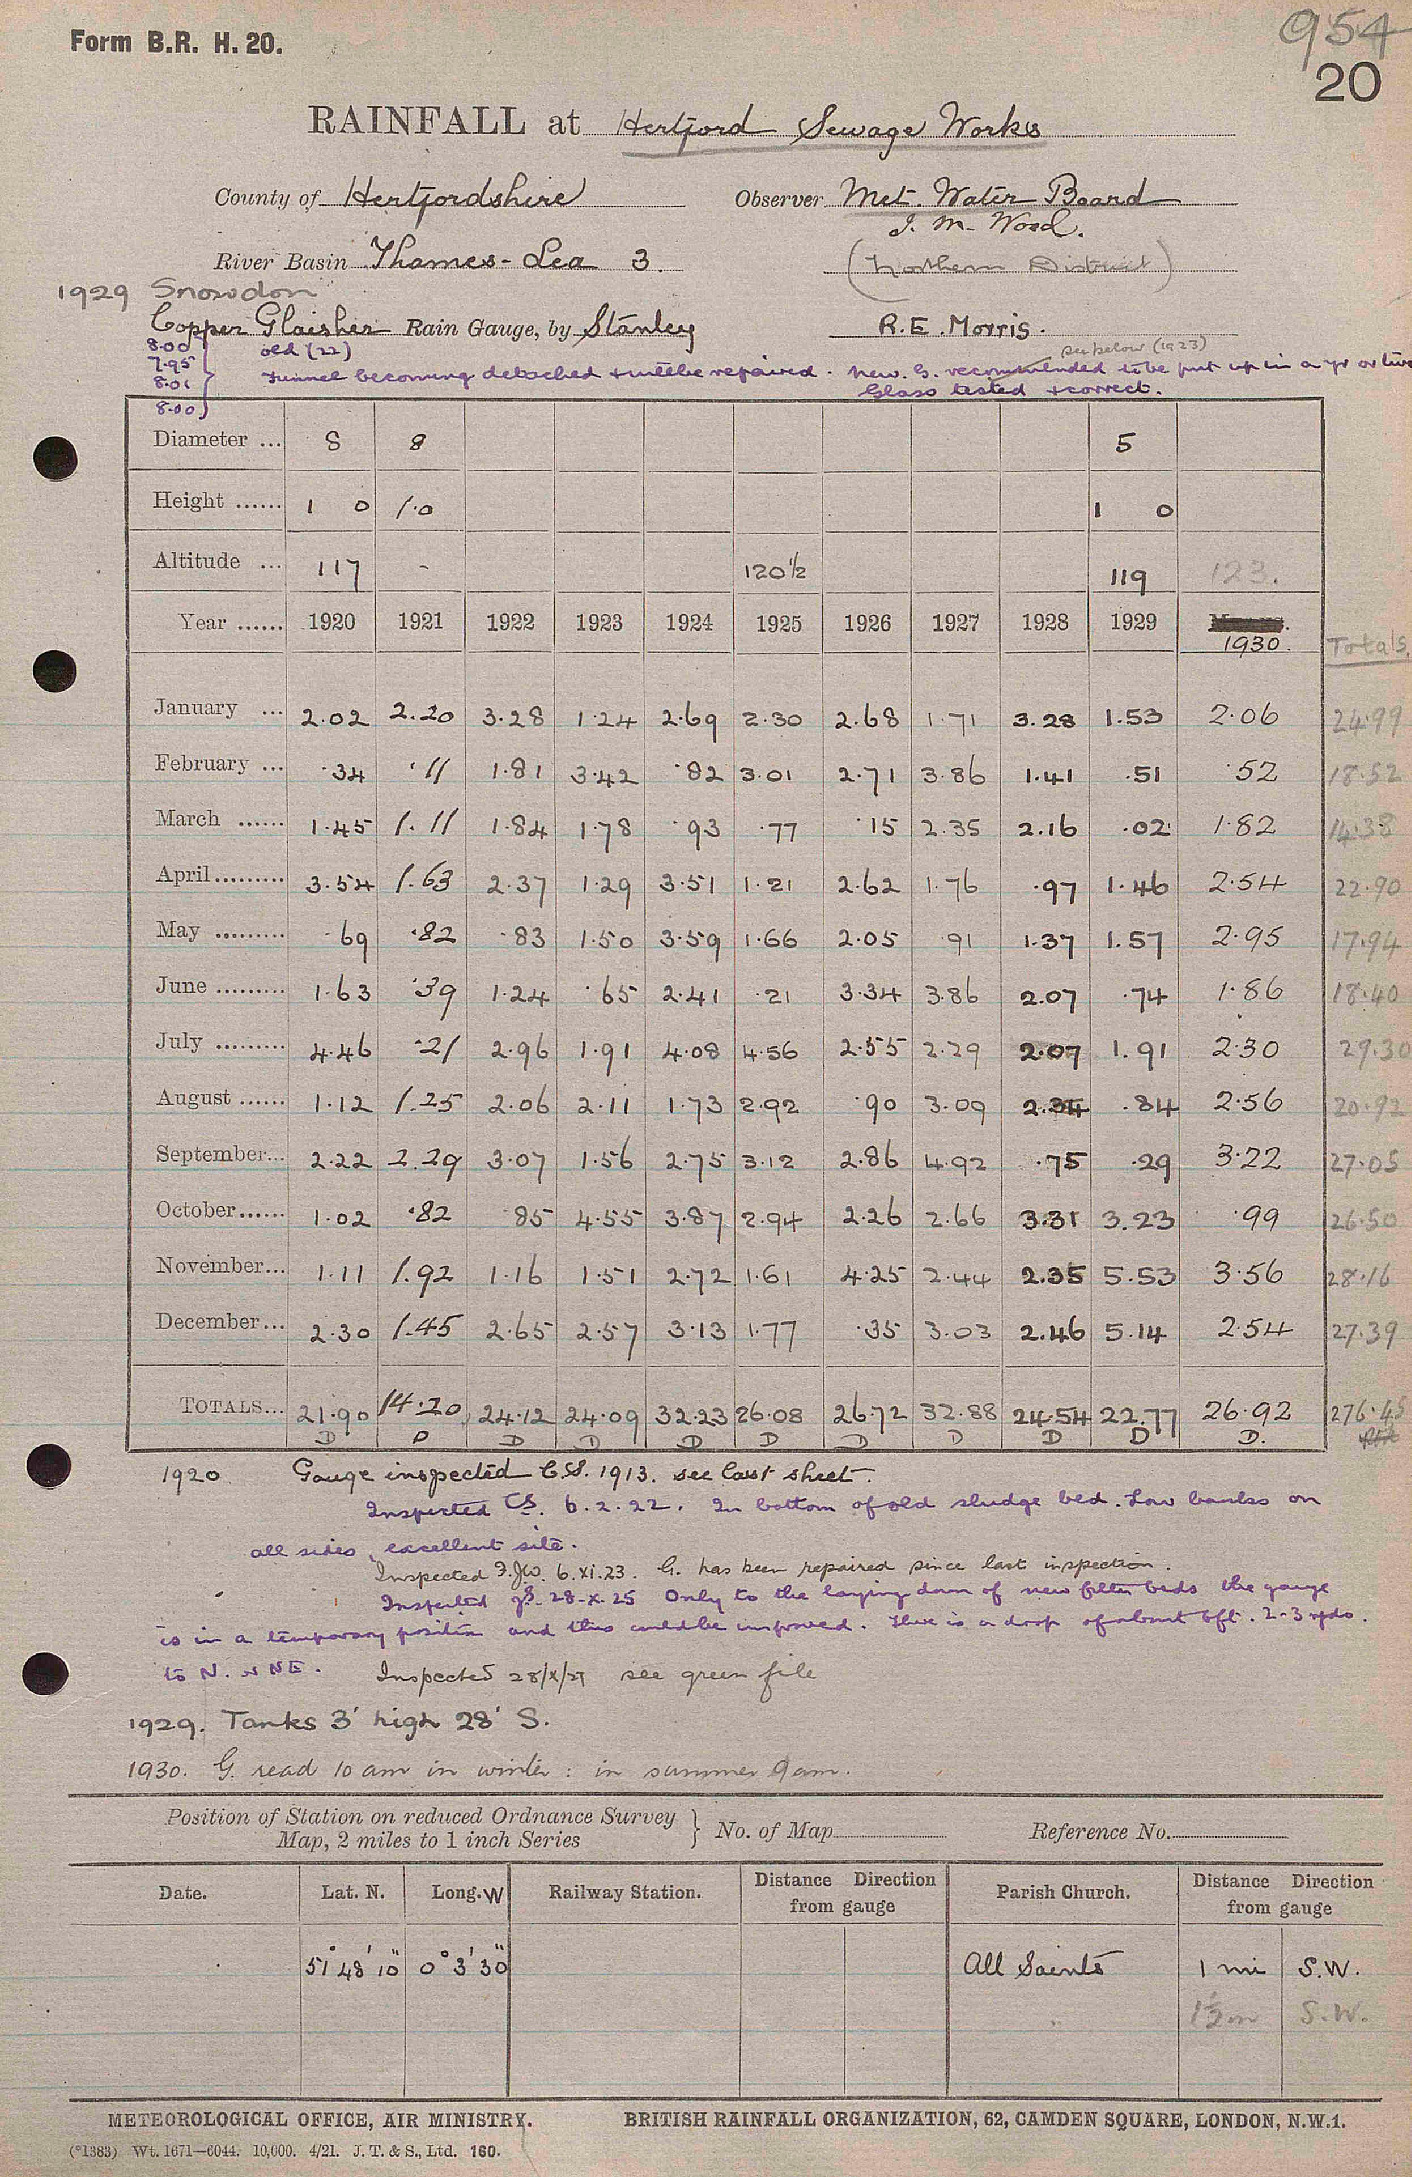 Form B.R. H. 20.
954
20
RAINFALL at Hertford Sewage Works
County of Hertfordshire Observer Met. Water Board
J. M. Wood.
River Basin Thames - Lea 3. (Northern District)
1929 Snowdon
Copper Glaisher Rain Gauge, by Stanley R.E. Morris.
8.00 old (22) see below (1923)
7.95 Funnel becoming detached & will be repaired. New G. recommended to be put up in a yr or two
8.01 Glass tested & correct.
8.00
Diameter ... 8 8 5
Height ...... 1 0 1.0 1 0
Altitude ... 117 - 120½ 119 123.
Year ...... 1920 1921 1922 1923 1924 1925 1926 1927 1928 1929 1930. Totals.
January ... 2.02 2.20 3.28 1.24 2.69 2.30 2.68 1.71 3.28 1.53 2.06 24.99
February ... .34 .11 1.81 3.42 .82 3.01 2.71 3.86 1.41 .51 .52 18.52
March ...... 1.45 1.11 1.84 1.78 .93 .77 .15 2.35 2.16 .02 1.82 14.38
April......... 3.54 1.63 2.37 1.29 3.51 1.21 2.62 1.76 .97 1.46 2.54 22.90
May ......... .69 .82 .83 1.50 3.59 1.66 2.05 .91 1.37 1.57 2.95 17.94
June ......... 1.63 .39 1.24 .65 2.41 .21 3.34 3.86 2.07 .74 1.86 18.40
July ......... 4.46 .21 2.96 1.91 4.08 4.56 2.55 2.29 2.07 1.91 2.30 29.30
August ...... 1.12 1.25 2.06 2.11 1.73 2.92 .90 3.09 2.34 .84 2.56 20.92
September... 2.22 2.29 3.07 1.56 2.75 3.12 2.86 4.92 .75 .29 3.22 27.05
October...... 1.02 .82 .85 4.55 3.87 2.94 2.26 2.66 3.31 3.23 .99 26.50
November... 1.11 1.92 1.16 1.51 2.72 1.61 4.25 2.44 2.35 5.53 3.56 28.16
December... 2.30 1.45 2.65 2.57 3.13 1.77 .35 3.03 2.46 5.14 2.54 27.39
TOTALS... 21.90 14.20 24.12 24.09 32.23 26.08 26.72 32.88 24.54 22.77 26.92 276.45
D D D D D D D D D D D.
1920 Gauge inspected C.S. 1913. see last sheet.
Inspected CS. 6.2.22. In bottom of old sludge bed. Low banks on
all sides, excellent site.
Inspected 6.xi.23. G. has been repaired since last inspection.
Inspected 28-X-25 Only to the laying down of new filter beds the gauge
is in a temporary position and this could be improved. There is a drop of about 6ft. 2-3 yds.
to N. & NE. Inspected 28/X/27 see green file
1929. Tanks 3' high 28' S.
1930. G. read 10 am in winter : in summer 9am.
Position of Station on reduced Ordnance Survey
Map, 2 miles to 1 inch Series } No. of Map Reference No.
Date. Lat. N. Long. W Railway Station. Distance Direction from gauge Parish Church. Distance Direction from gauge
51° 48' 10" 0° 3' 30" All Saints 1 mi S.W.
1½m S.W.
METEOROLOGICAL OFFICE, AIR MINISTRY. BRITISH RAINFALL ORGANIZATION, 62, CAMDEN SQUARE, LONDON, N.W.1.
(*1383) Wt. 1671—6044. 10,000. 4/21. J. T. & S., Ltd. 160.